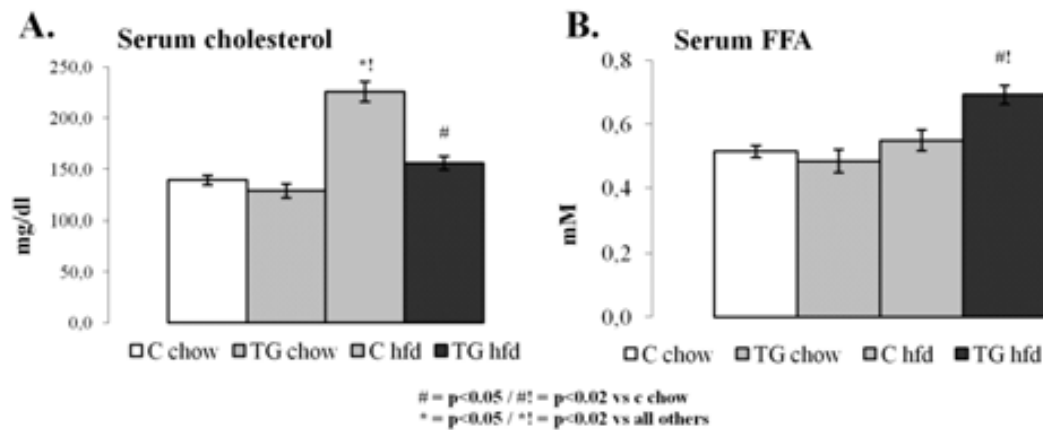 A.
Serum cholesterol
*!
#
250,0
200,0
150,0
100,0
50,0
0,0
mg/dl
C chow TG chow C hfd TG hfd
B.
Serum FFA
#!
0,8
0,6
0,4
0,2
0,0
mM
C chow TG chow C hfd TG hfd
# = p<0.05 / #! = p<0.02 vs c chow
* = p<0.05 / *! = p<0.02 vs all others